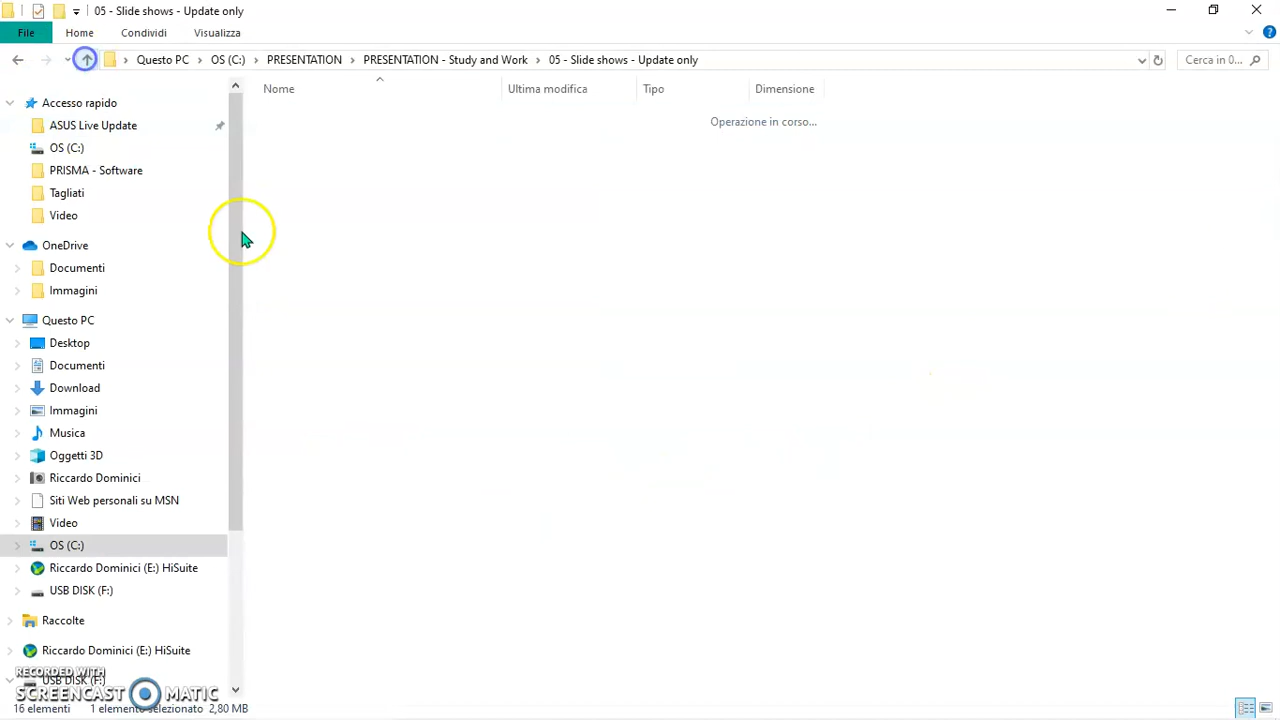 05 - Slide shows - Update only
File Home Condividi Visualizza
Questo PC OS (C:) PRESENTATION PRESENTATION - Study and Work 05 - Slide shows - Update only
Cerca in 0...
Nome Ultima modifica Tipo Dimensione
Operazione in corso...
Accesso rapido
ASUS Live Update
OS (C:)
PRISMA - Software
Tagliati
Video
OneDrive
Documenti
Immagini
Questo PC
Desktop
Documenti
Download
Immagini
Musica
Oggetti 3D
Riccardo Dominici
Siti Web personali su MSN
Video
OS (C:)
Riccardo Dominici (E:) HiSuite
USB DISK (F:)
Raccolte
Riccardo Dominici (E:) HiSuite
USB DISK (F:)
RECORDED WITH
SCREENCAST MATIC
16 elementi 1 elemento selezionato 2,80 MB